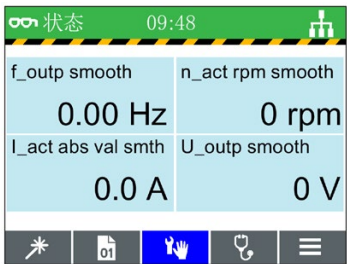 状态 09:48
f_outp smooth n_act rpm smooth
0.00 Hz 0 rpm
I_act abs val smth U_outp smooth
0.0 A 0 V
01